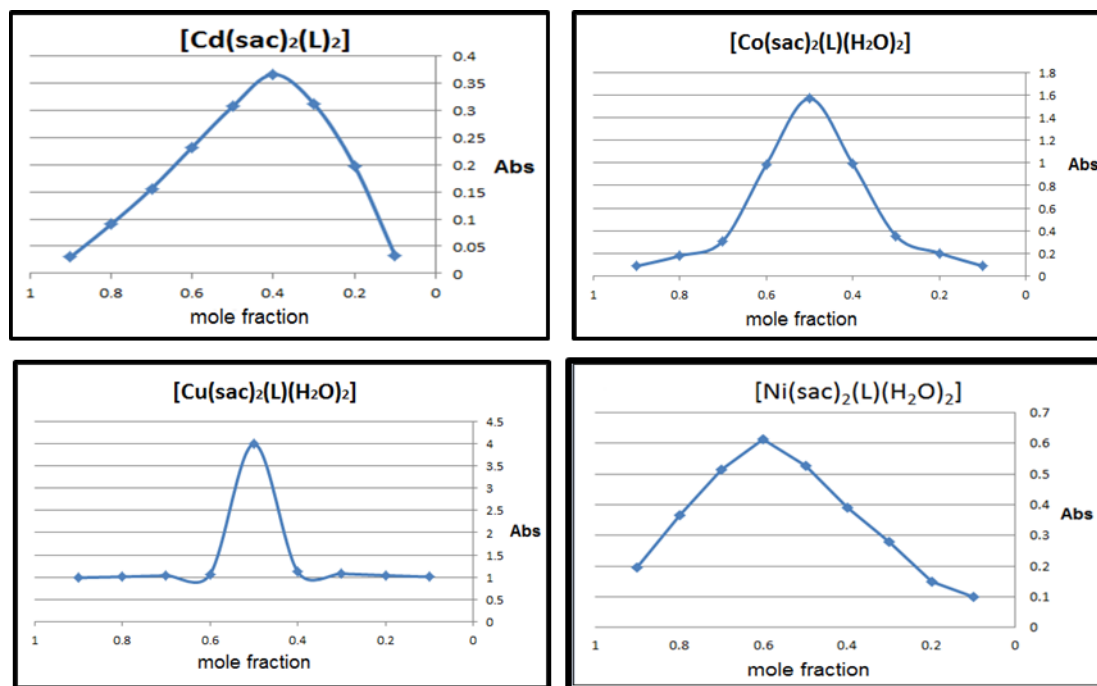 [Cd(sac)₂(L)₂]
0.4
0.35
0.3
0.25
0.2
0.15
0.1
0.05
0
Abs
1 0.8 0.6 0.4 0.2 0
mole fraction
[Co(sac)₂(L)(H₂O)₂]
1.8
1.6
1.4
1.2
1
0.8
0.6
0.4
0.2
0
Abs
1 0.8 0.6 0.4 0.2 0
mole fraction
[Cu(sac)₂(L)(H₂O)₂]
4.5
4
3.5
3
2.5
2
1.5
1
0.5
0
Abs
1 0.8 0.6 0.4 0.2 0
mole fraction
[Ni(sac)₂(L)(H₂O)₂]
0.7
0.6
0.5
0.4
0.3
0.2
0.1
0
Abs
1 0.8 0.6 0.4 0.2 0
mole fraction